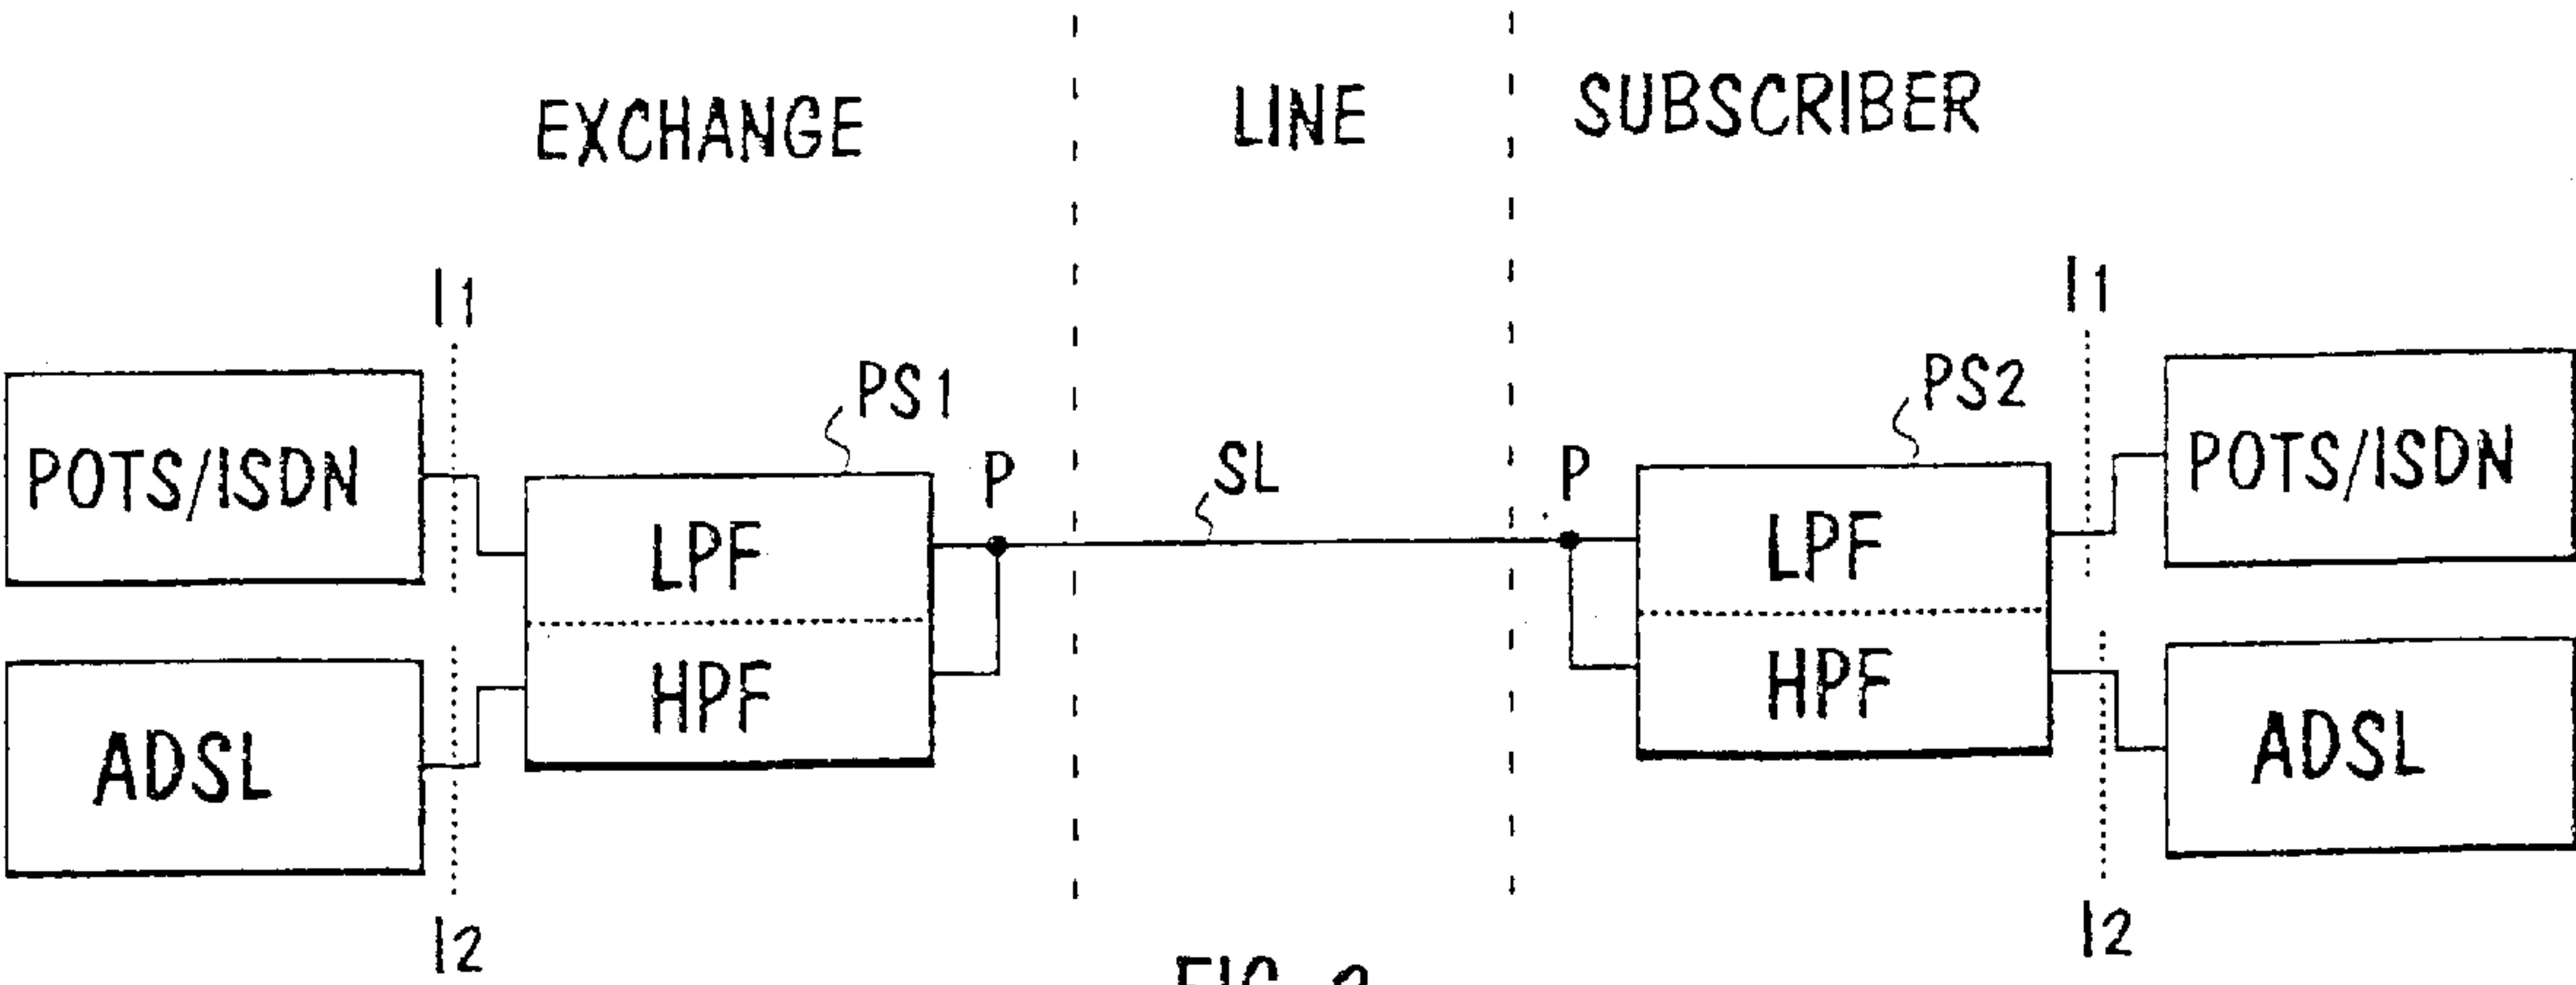 EXCHANGE
LINE
SUBSCRIBER
I1
I1
PS1
PS2
POTS/ISDN
P
SL
P
POTS/ISDN
LPF
LPF
HPF
HPF
ADSL
ADSL
I2
I2